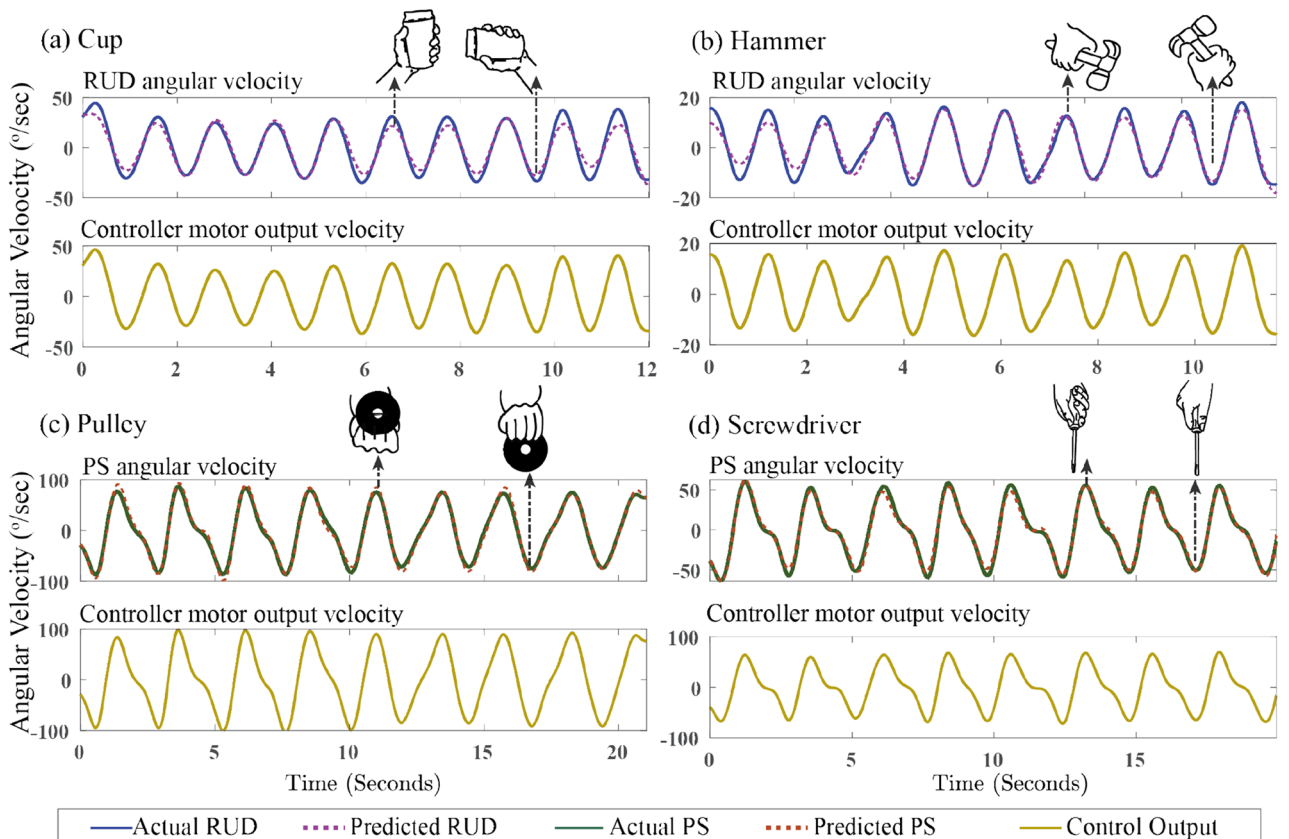 (a) Cup
RUD angular velocity
50
0
-50
Controller motor output velocity
50
0
-50
0 2 4 6 8 10 12
Angular Veloocity (º/sec)
(b) Hammer
RUD angular velocity
20
0
-20
Controller motor output velocity
20
0
-20
0 2 4 6 8 10
(c) Pulley
PS angular velocity
100
0
-100
Controller motor output velocity
100
0
-100
0 5 10 15 20
Angular Velocity (º/sec)
Time (Seconds)
(d) Screwdriver
PS angular velocity
50
0
-50
Controller motor output velocity
100
0
-100
0 5 10 15
Time (Seconds)
Actual RUD Predicted RUD Actual PS Predicted PS Control Output